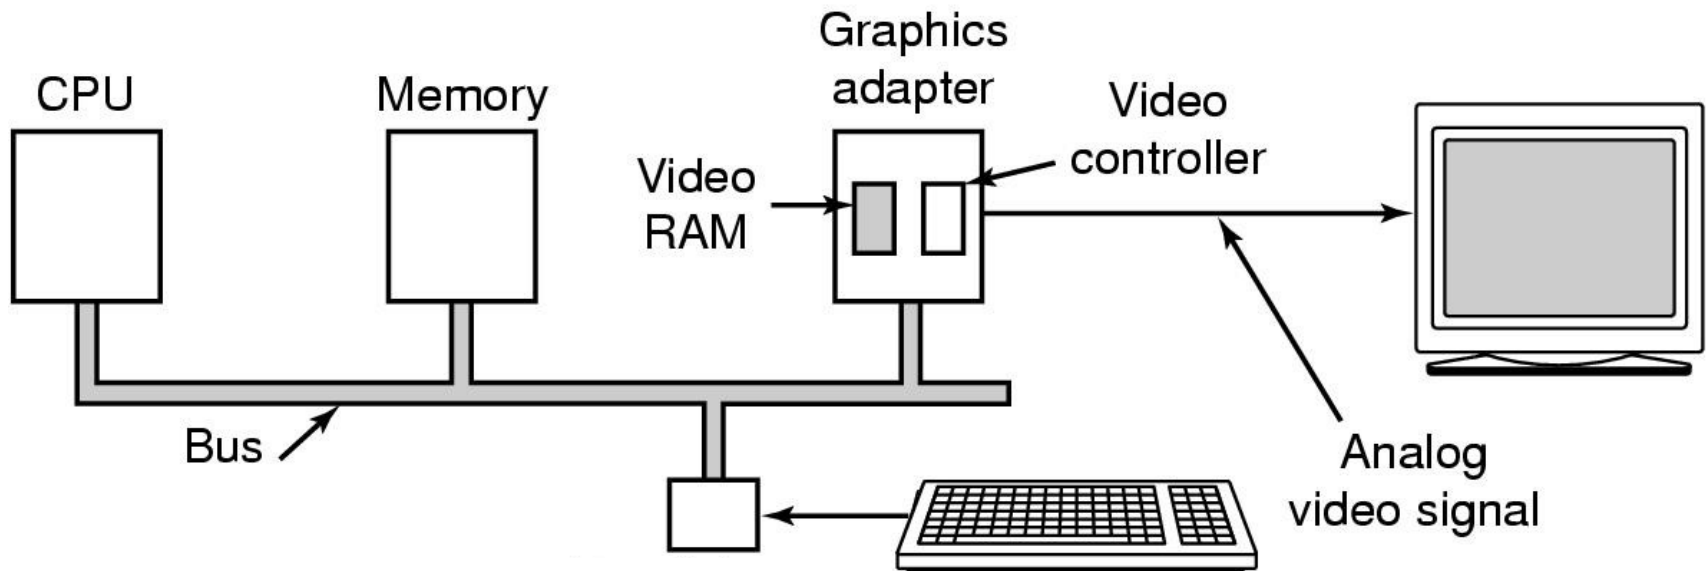 CPU
Memory
Graphics
adapter
Video
controller
Video
RAM
Bus
Analog
video signal